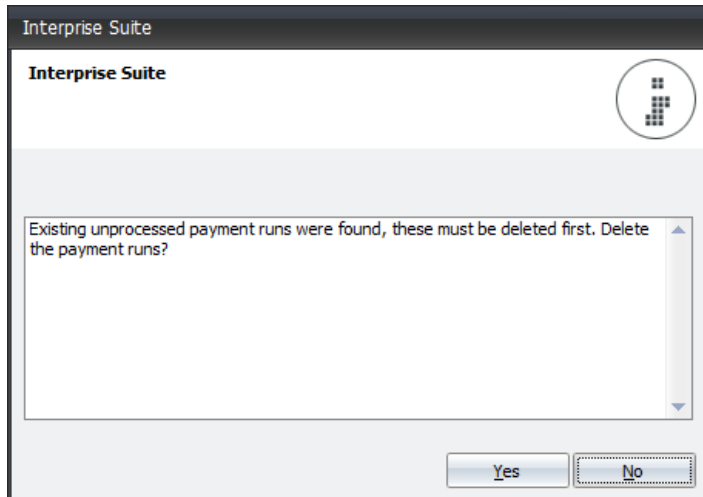 Interprise Suite
Interprise Suite
Existing unprocessed payment runs were found, these must be deleted first. Delete
the payment runs?
Yes
No